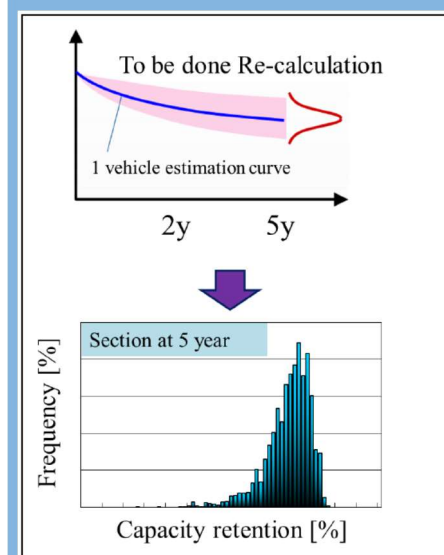 To be done Re-calculation
1 vehicle estimation curve
2y 5y
Section at 5 year
Frequency [%]
Capacity retention [%]